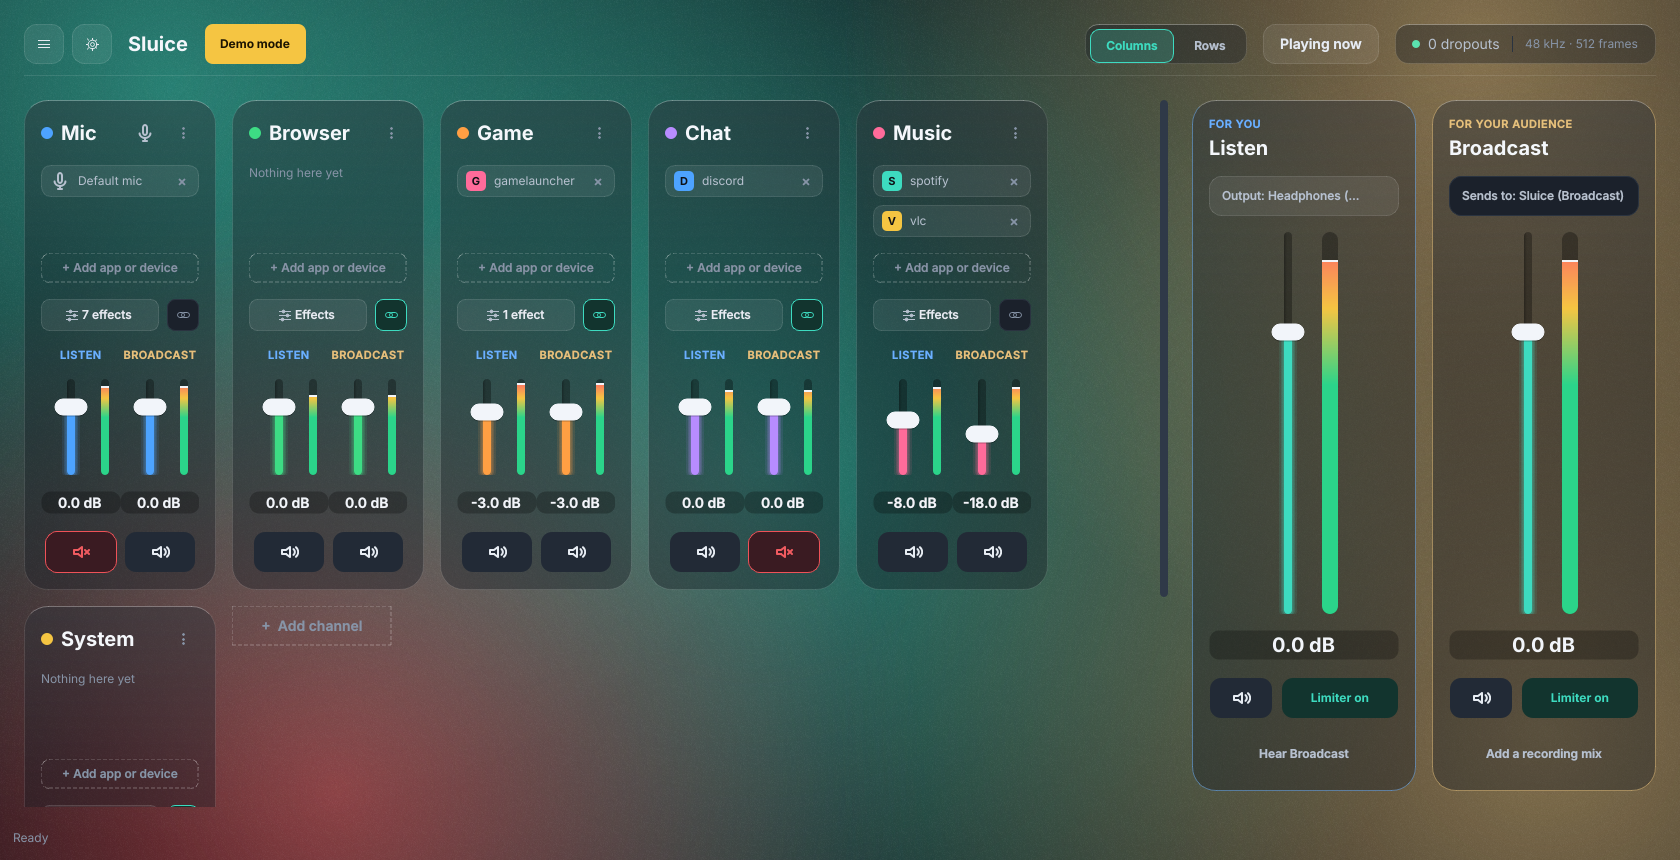 Sluice
Demo mode
Columns
Rows
Playing now
0 dropouts
48 kHz · 512 frames
Mic
Default mic
+ Add app or device
7 effects
LISTEN BROADCAST
0.0 dB 0.0 dB
Browser
Nothing here yet
+ Add app or device
Effects
LISTEN BROADCAST
0.0 dB 0.0 dB
Game
G gamelauncher
+ Add app or device
1 effect
LISTEN BROADCAST
-3.0 dB -3.0 dB
Chat
D discord
+ Add app or device
Effects
LISTEN BROADCAST
0.0 dB 0.0 dB
Music
S spotify
V vlc
+ Add app or device
Effects
LISTEN BROADCAST
-8.0 dB -18.0 dB
System
Nothing here yet
+ Add app or device
+ Add channel
FOR YOU
Listen
Output: Headphones (...
0.0 dB
Limiter on
Hear Broadcast
FOR YOUR AUDIENCE
Broadcast
Sends to: Sluice (Broadcast)
0.0 dB
Limiter on
Add a recording mix
Ready